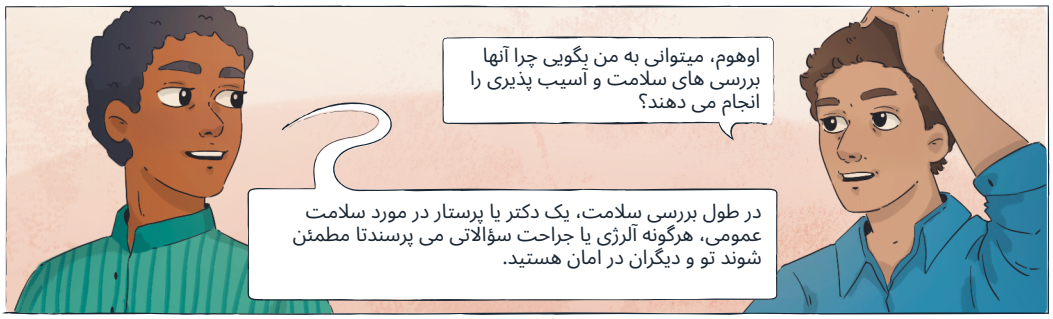 اوهوم، میتوانی به من بگویی چرا آنها
بررسی های سلامت و آسیب پذیری را
انجام می دهند؟
در طول بررسی سلامت، یک دکتر یا پرستار در مورد سلامت
عمومی، هرگونه آلرژی یا جراحت سؤالاتی می پرسندتا مطمئن
شوند تو و دیگران در امان هستید.